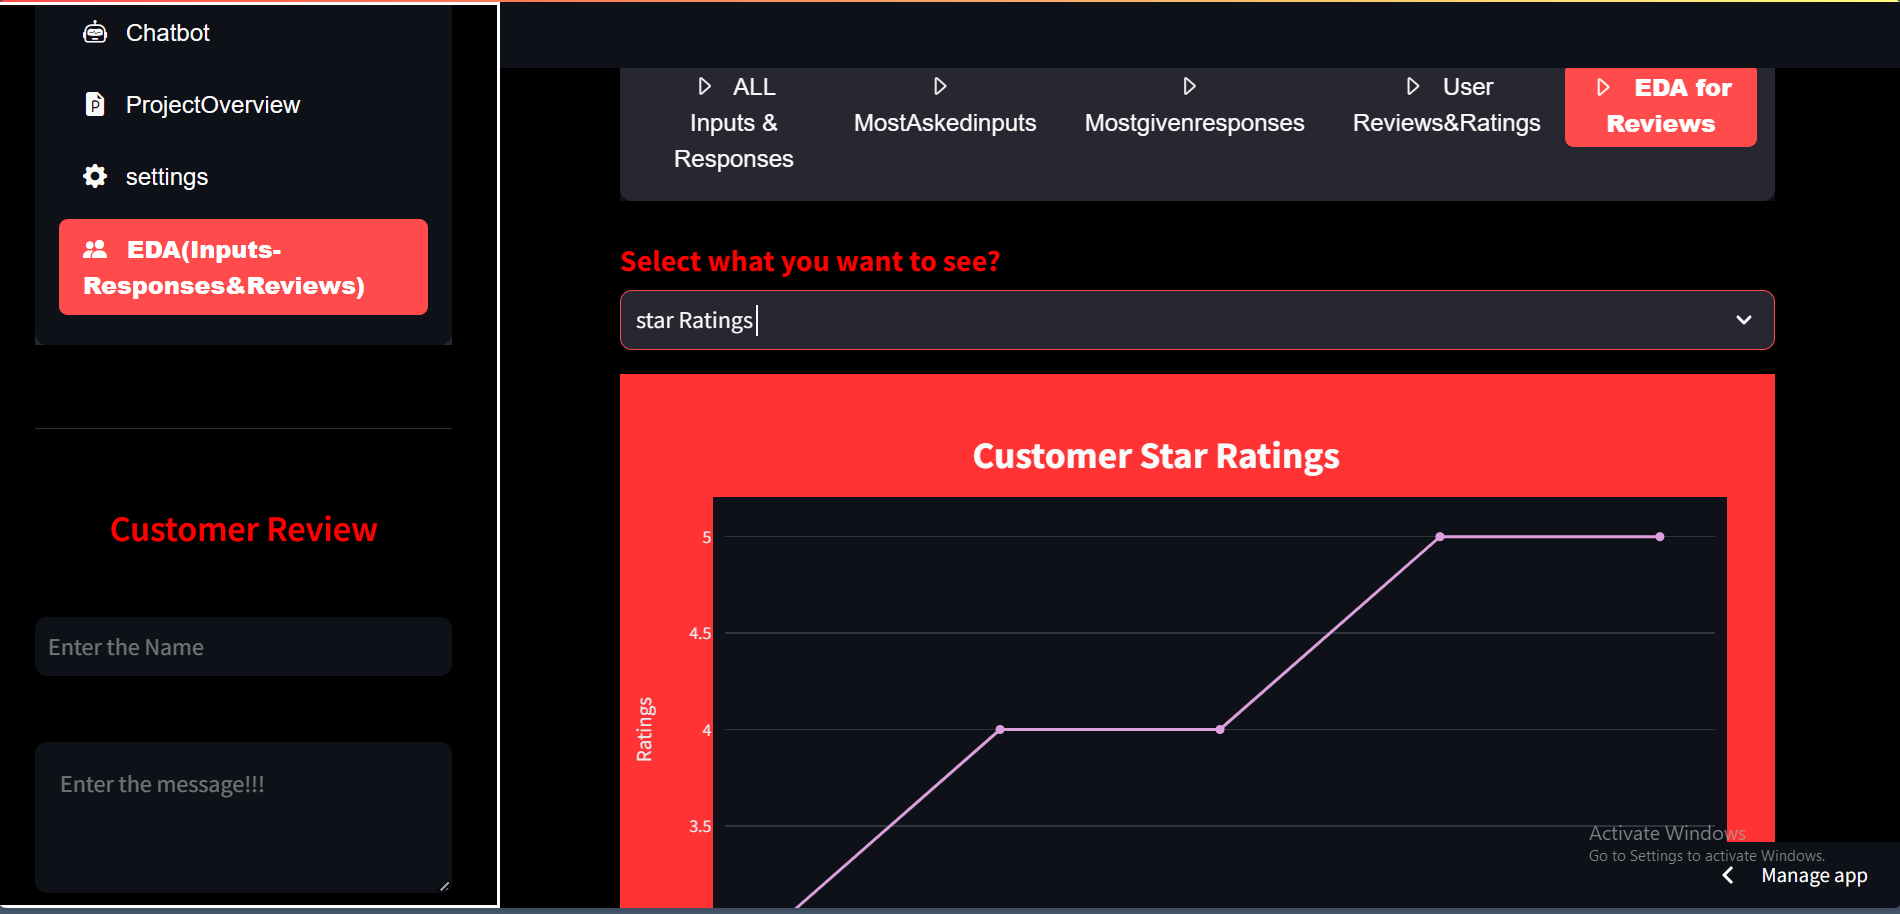 Chatbot
ProjectOverview
settings
EDA(Inputs-
Responses&Reviews)
Customer Review
Enter the Name
Enter the message!!!
ALL
Inputs &
Responses
MostAskedinputs
Mostgivenresponses
User
Reviews&Ratings
EDA for
Reviews
Select what you want to see?
star Ratings
Customer Star Ratings
5
4.5
4
3.5
Ratings
Activate Windows
Go to Settings to activate Windows.
Manage app